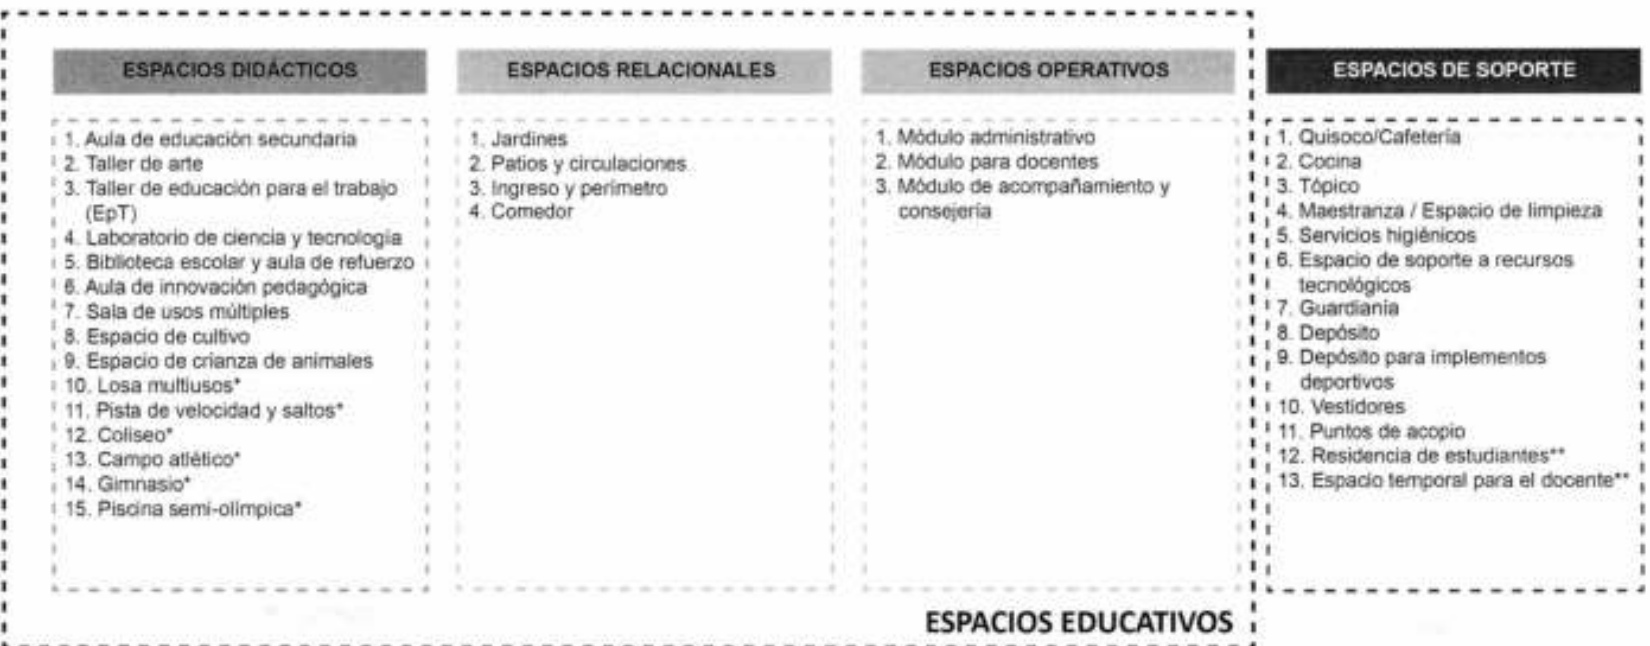 ESPACIOS DIDÁCTICOS
1. Aula de educación secundaria
2. Taller de arte
3. Taller de educación para el trabajo
(EpT)
4. Laboratorio de ciencia y tecnología
5. Biblioteca escolar y aula de refuerzo
6. Aula de innovación pedagógica
7. Sala de usos múltiples
8. Espacio de cultivo
9. Espacio de crianza de animales
10. Losa multiusos*
11. Pista de velocidad y saltos*
12. Coliseo*
13. Campo atlético*
14. Gimnasio*
15. Piscina semi-olímpica*
ESPACIOS RELACIONALES
1. Jardines
2. Patios y circulaciones
3. Ingreso y perímetro
4. Comedor
ESPACIOS OPERATIVOS
1. Módulo administrativo
2. Módulo para docentes
3. Módulo de acompañamiento y
consejería
ESPACIOS DE SOPORTE
1. Quisoco/Cafetería
2. Cocina
3. Tópico
4. Maestranza / Espacio de limpieza
5. Servicios higiénicos
6. Espacio de soporte a recursos
tecnológicos
7. Guardianía
8. Depósito
9. Depósito para implementos
deportivos
10. Vestidores
11. Puntos de acopio
12. Residencia de estudiantes**
13. Espacio temporal para el docente**
ESPACIOS EDUCATIVOS